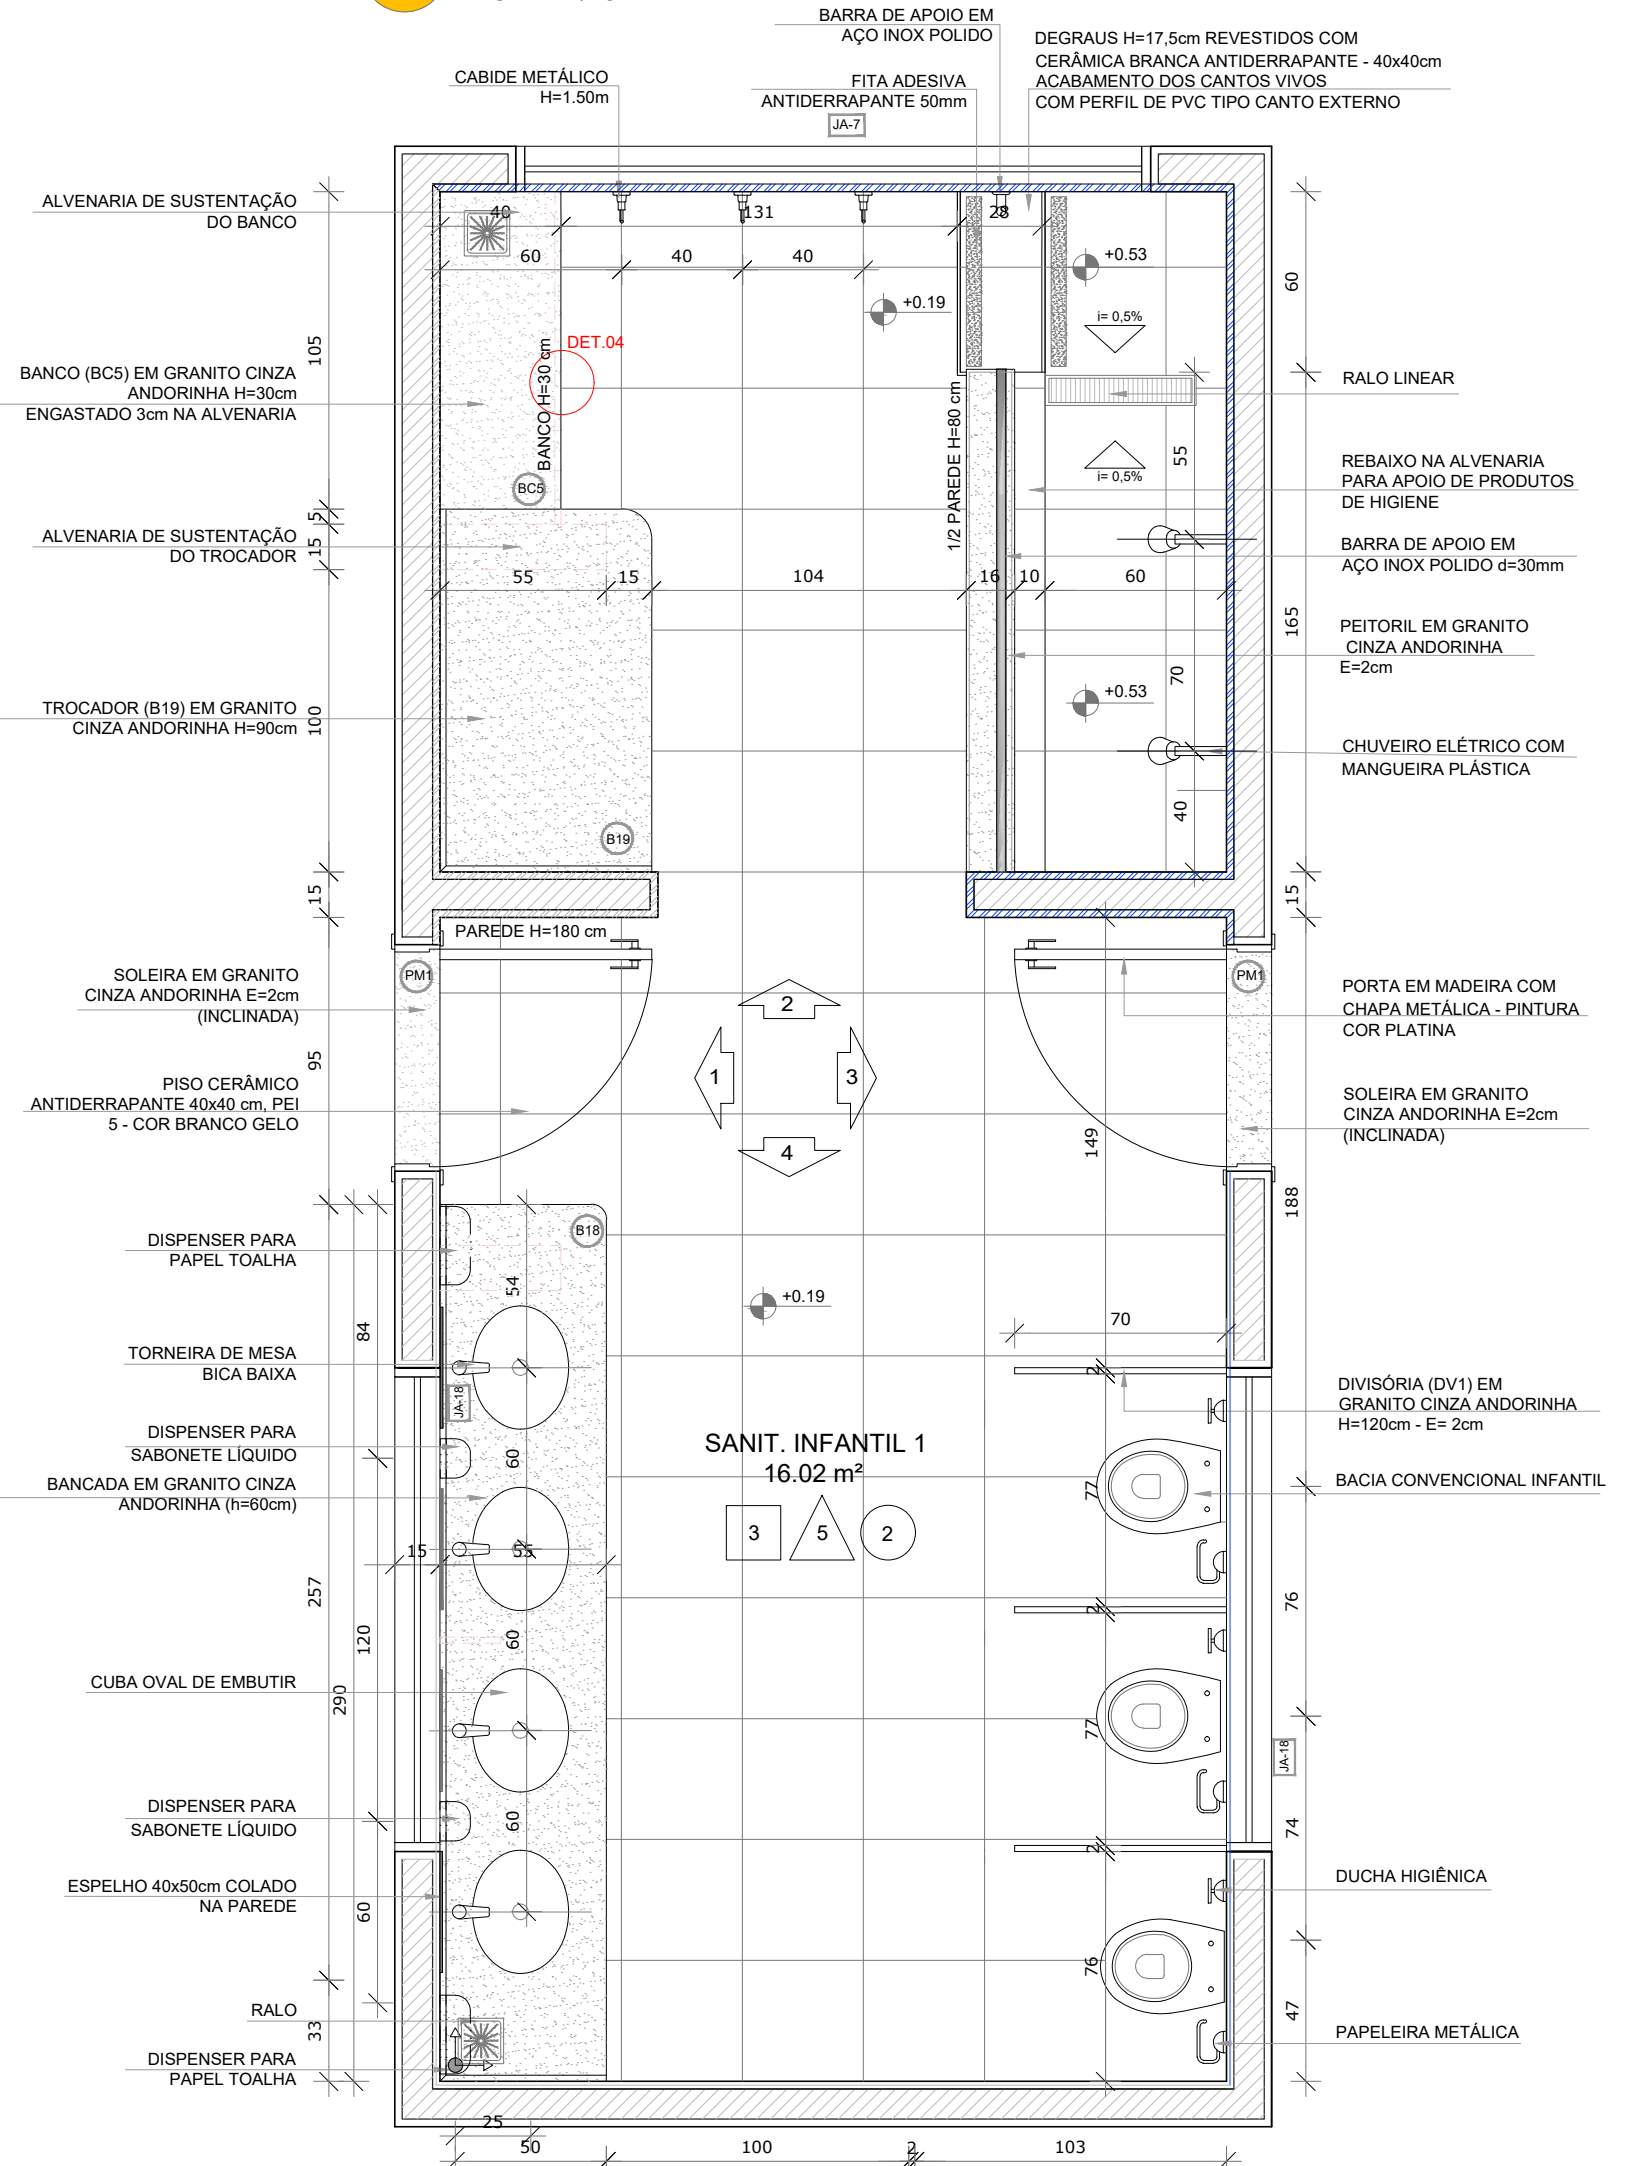 BARRA DE APOIO EM
AÇO INOX POLIDO
DEGRAUS H=17,5cm REVESTIDOS COM
CERÂMICA BRANCA ANTIDERRAPANTE - 40x40cm
ACABAMENTO DOS CANTOS VIVOS
COM PERFIL DE PVC TIPO CANTO EXTERNO
CABIDE METÁLICO
H=1.50m
FITA ADESIVA
ANTIDERRAPANTE 50mm
JA-7
ALVENARIA DE SUSTENTAÇÃO
DO BANCO
40
131
28
60
40
40
+0.53
+0.19
i= 0,5%
60
DET.04
105
BANCO H=30 cm
BANCO (BC5) EM GRANITO CINZA
ANDORINHA H=30cm
ENGASTADO 3cm NA ALVENARIA
RALO LINEAR
1/2 PAREDE H=80 cm
55
i= 0,5%
BC5
REBAIXO NA ALVENARIA
PARA APOIO DE PRODUTOS
DE HIGIENE
5
15
ALVENARIA DE SUSTENTAÇÃO
DO TROCADOR
BARRA DE APOIO EM
AÇO INOX POLIDO d=30mm
55
15
104
16
10
60
165
PEITORIL EM GRANITO
CINZA ANDORINHA
E=2cm
70
+0.53
TROCADOR (B19) EM GRANITO
CINZA ANDORINHA H=90cm
100
CHUVEIRO ELÉTRICO COM
MANGUEIRA PLÁSTICA
40
B19
15
15
PAREDE H=180 cm
PM1
PM1
SOLEIRA EM GRANITO
CINZA ANDORINHA E=2cm
(INCLINADA)
PORTA EM MADEIRA COM
CHAPA METÁLICA - PINTURA
COR PLATINA
2
1
3
4
95
PISO CERÂMICO
ANTIDERRAPANTE 40x40 cm, PEI
5 - COR BRANCO GELO
SOLEIRA EM GRANITO
CINZA ANDORINHA E=2cm
(INCLINADA)
149
188
B18
DISPENSER PARA
PAPEL TOALHA
54
+0.19
84
70
TORNEIRA DE MESA
BICA BAIXA
2
JA-18
DIVISÓRIA (DV1) EM
GRANITO CINZA ANDORINHA
H=120cm - E= 2cm
DISPENSER PARA
SABONETE LÍQUIDO
60
SANIT. INFANTIL 1
16.02 m²
BANCADA EM GRANITO CINZA
ANDORINHA (h=60cm)
77
BACIA CONVENCIONAL INFANTIL
3
5
2
15
55
257
76
2
120
60
290
CUBA OVAL DE EMBUTIR
77
JA-18
DISPENSER PARA
SABONETE LÍQUIDO
60
74
2
ESPELHO 40x50cm COLADO
NA PAREDE
60
DUCHA HIGIÊNICA
76
RALO
33
47
PAPELEIRA METÁLICA
DISPENSER PARA
PAPEL TOALHA
25
50
100
2
103